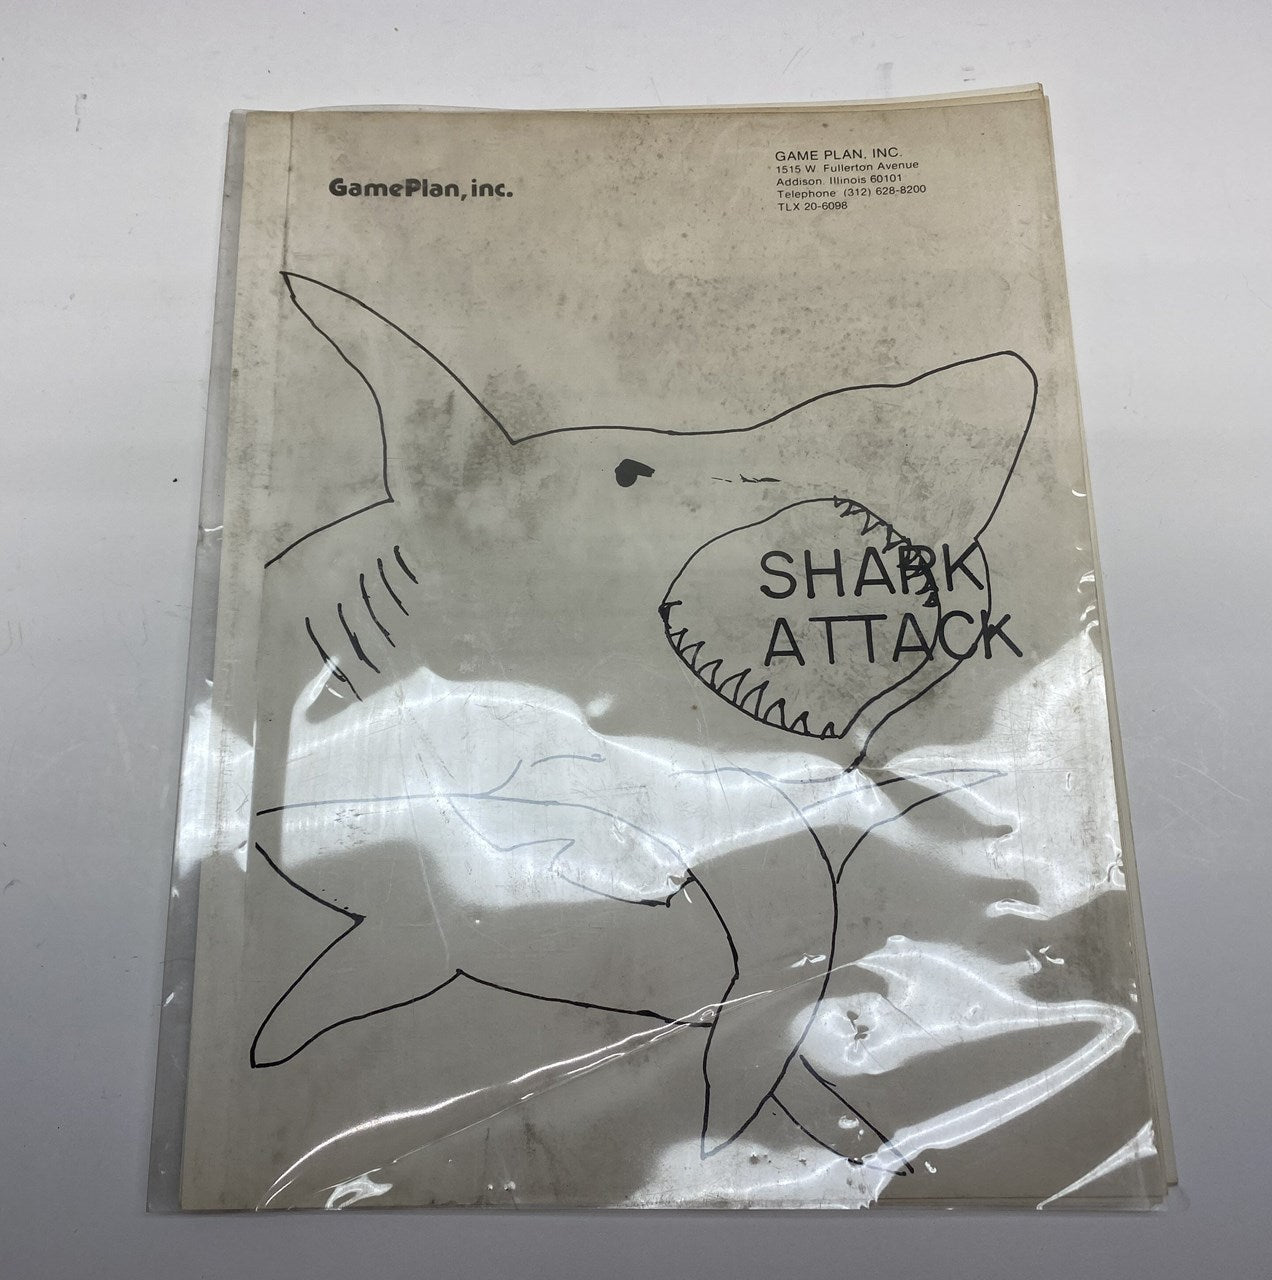 GamePlan, inc.
GAME PLAN, INC.
1515 W. Fullerton Avenue
Addison, Illinois 60101
Telephone (312) 628-8200
TLX 20-6098
SHARK
ATTACK